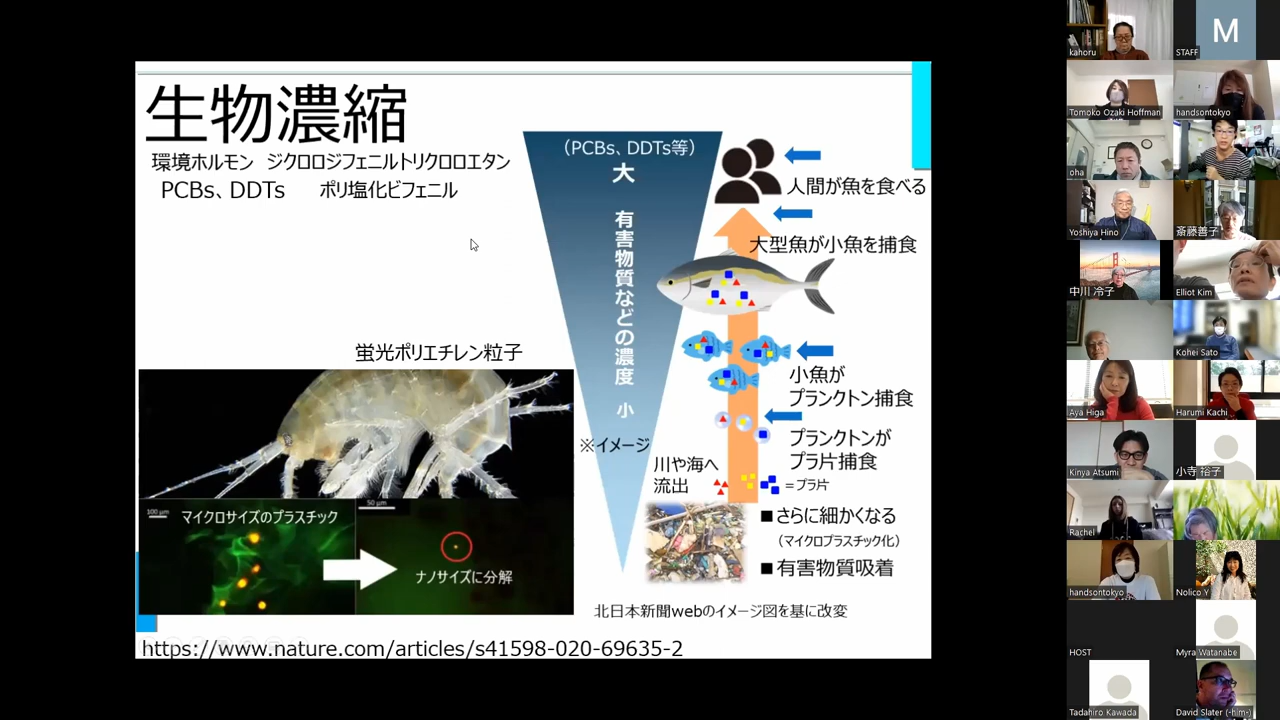 生物濃縮
環境ホルモン ジクロロジフェニルトリクロロエタン
PCBs、DDTs ポリ塩化ビフェニル
(PCBs、DDTs等)
大
有害物質などの濃度
小
※イメージ
人間が魚を食べる
大型魚が小魚を捕食
小魚が
プランクトン捕食
プランクトンが
プラ片捕食
川や海へ
流出
=プラ片
■さらに細かくなる
(マイクロプラスチック化)
■有害物質吸着
北日本新聞webのイメージ図を基に改変
蛍光ポリエチレン粒子
100 μm
マイクロサイズのプラスチック
50 μm
ナノサイズに分解
https://www.nature.com/articles/s41598-020-69635-2
kahoru
M
STAFF
Tomoko Ozaki Hoffman
handsontokyo
oha
Yoshiya Hino
斎藤善子
中川 冷子
Elliot Kim
Kohei Sato
Aya Higa
Harumi Kachi
Kinya Atsumi
小寺 裕子
Rachel
handsontokyo
Nolico Y
HOST
Myra Watanabe
Tadahiro Kawada
David Slater (-him-)